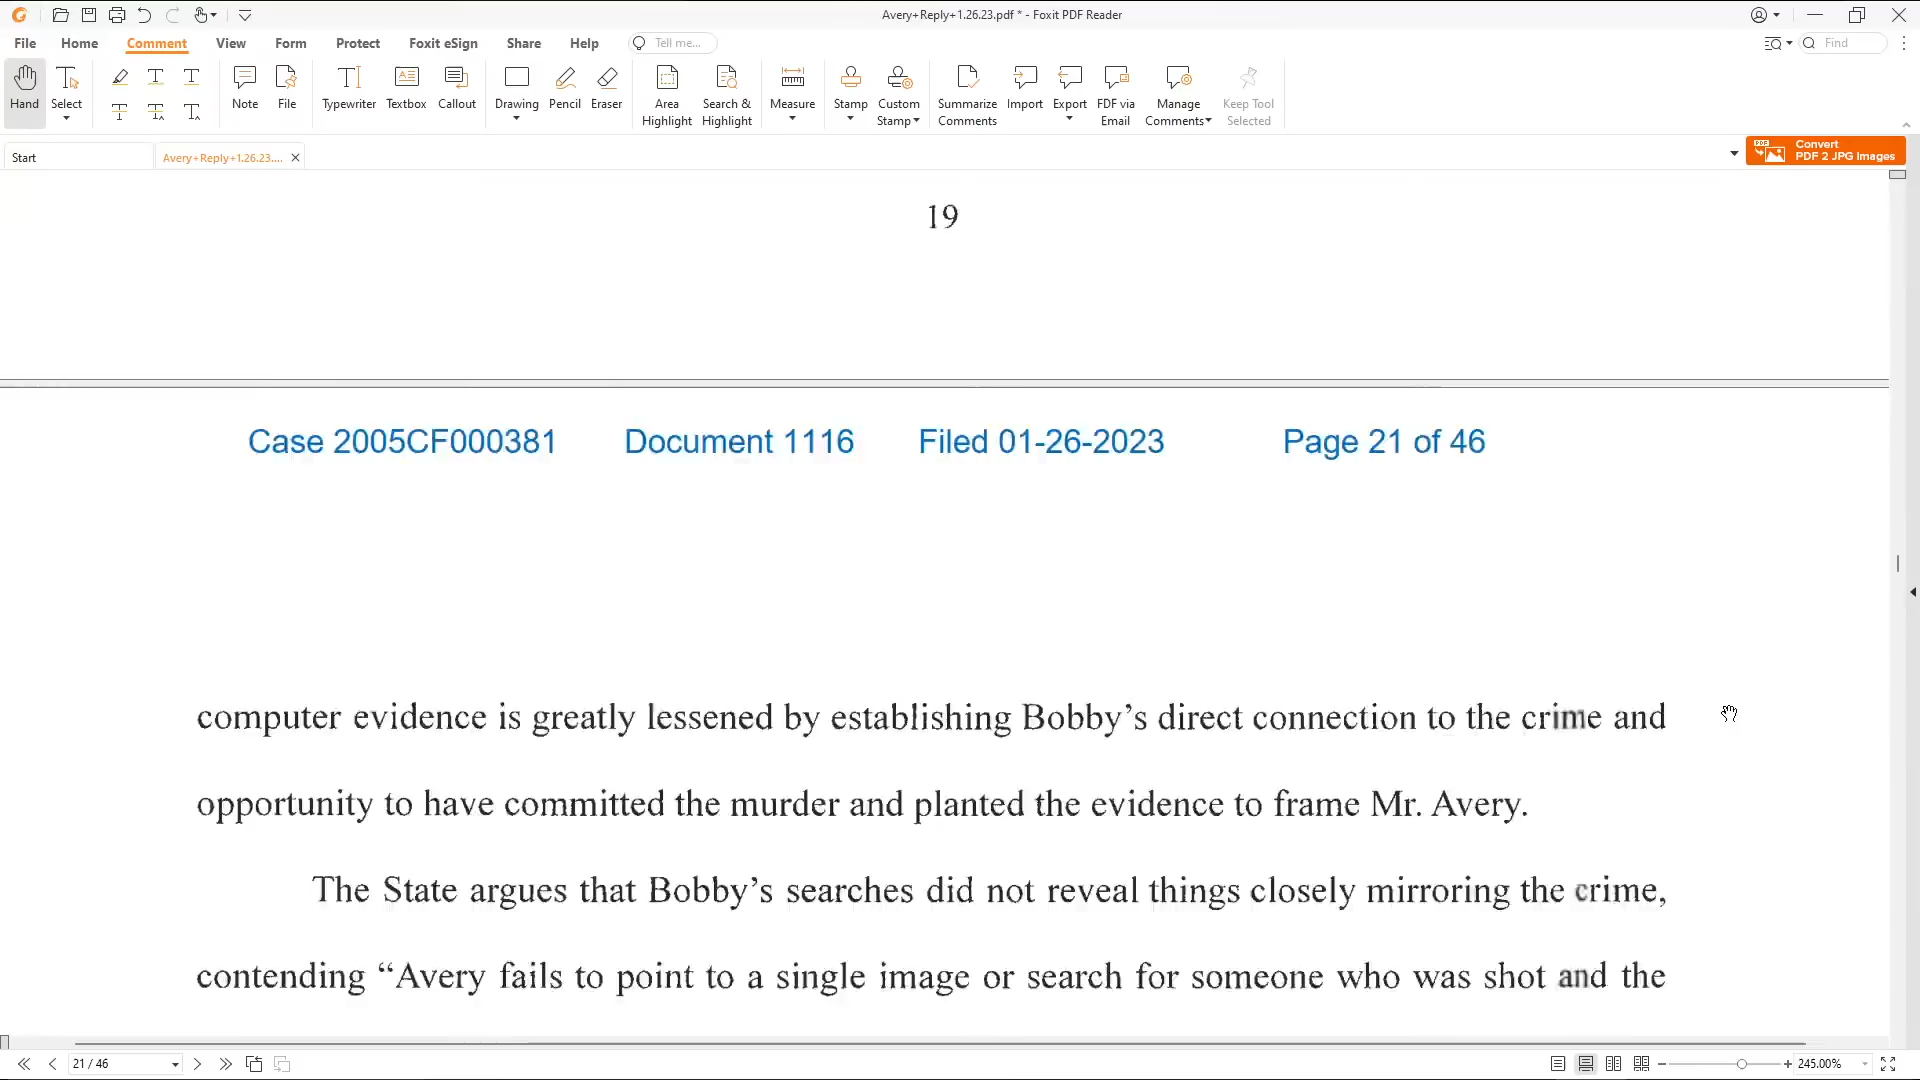 Avery+Reply+1.26.23.pdf * - Foxit PDF Reader
File Home Comment View Form Protect Foxit eSign Share Help Tell me... Find
Hand Select Note File Typewriter Textbox Callout Drawing Pencil Eraser Area Highlight Search & Highlight Measure Stamp Custom Stamp Summarize Comments Import Export FDF via Email Manage Comments Keep Tool Selected
Start Avery+Reply+1.26.23....
Convert
PDF 2 JPG Images
19
Case 2005CF000381 Document 1116 Filed 01-26-2023 Page 21 of 46
computer evidence is greatly lessened by establishing Bobby's direct connection to the crime and
opportunity to have committed the murder and planted the evidence to frame Mr. Avery.
The State argues that Bobby's searches did not reveal things closely mirroring the crime,
contending “Avery fails to point to a single image or search for someone who was shot and the
21 / 46 245.00%